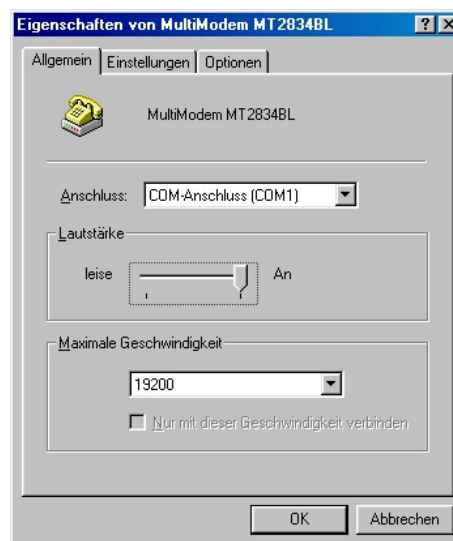 Eigenschaften von MultiModem MT2834BL
Allgemein Einstellungen Optionen
MultiModem MT2834BL
Anschluss: COM-Anschluss (COM1)
Lautstärke
leise An
Maximale Geschwindigkeit
19200
Nur mit dieser Geschwindigkeit verbinden
OK Abbrechen